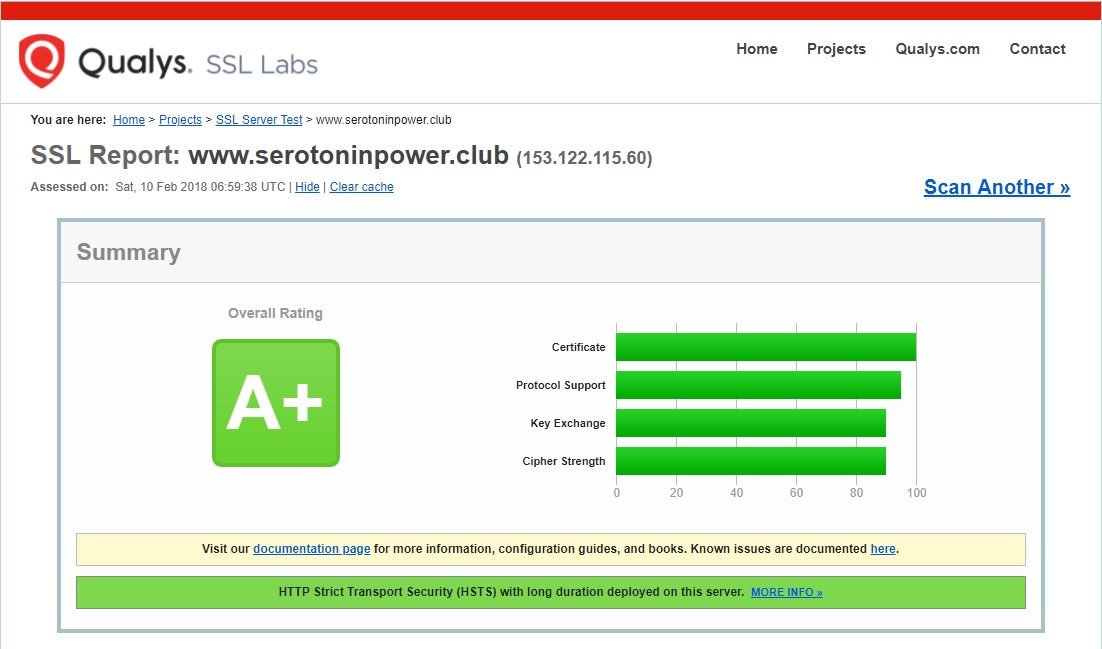 Qualys. SSL Labs
Home Projects Qualys.com Contact
You are here: Home > Projects > SSL Server Test > www.serotoninpower.club
SSL Report: www.serotoninpower.club (153.122.115.60)
Assessed on: Sat, 10 Feb 2018 06:59:38 UTC | Hide | Clear cache
Scan Another »
Summary
Overall Rating
A+
Certificate
Protocol Support
Key Exchange
Cipher Strength
0 20 40 60 80 100
Visit our documentation page for more information, configuration guides, and books. Known issues are documented here.
HTTP Strict Transport Security (HSTS) with long duration deployed on this server. MORE INFO »